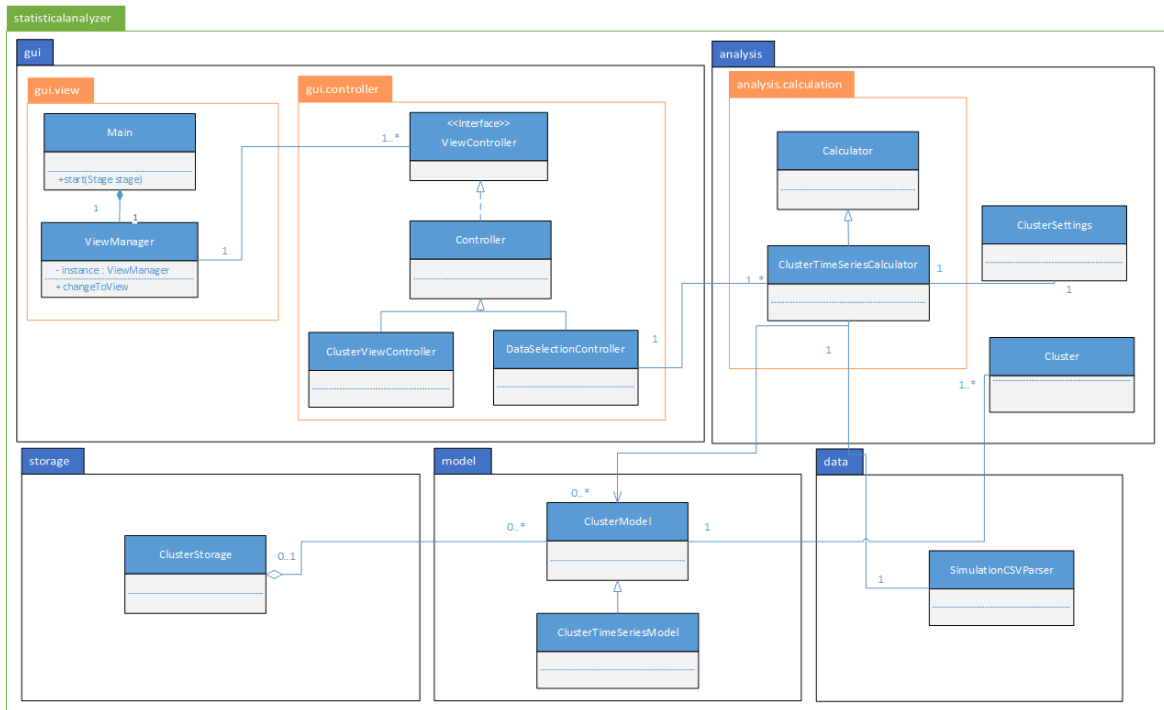 statisticalanalyzer
gui
gui.view
Main
+start(Stage stage)
1
1
ViewManager
- instance : ViewManager
+ changeToView
1
1..*
gui.controller
<<Interface>>
ViewController
Controller
ClusterViewController
DataSelectionController
1
analysis
analysis.calculation
Calculator
ClusterTimeSeriesCalculator
1..*
1
1
1
ClusterSettings
Cluster
1..*
storage
ClusterStorage
0..1
model
0..*
0..*
ClusterModel
1
ClusterTimeSeriesModel
data
1
SimulationCSVParser